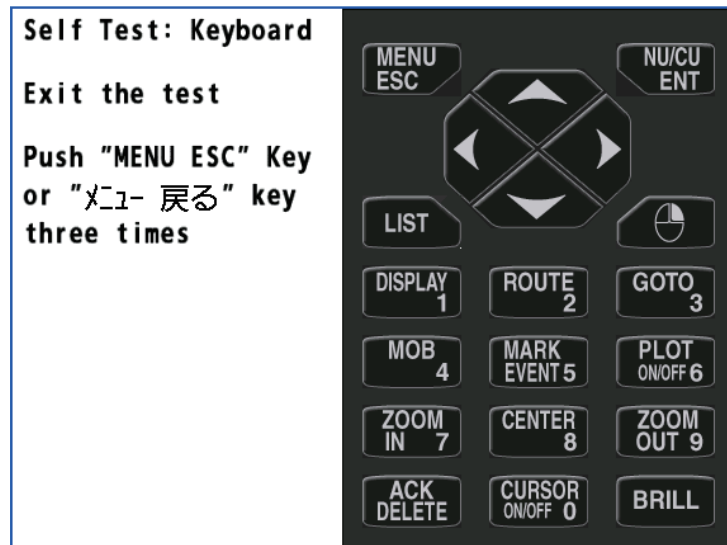 Self Test: Keyboard
Exit the test
Push "MENU ESC" Key
or "ﾒﾆｭｰ 戻る" key
three times
MENU
ESC
NU/CU
ENT
LIST
DISPLAY
1
ROUTE
2
GOTO
3
MOB
4
MARK
EVENT 5
PLOT
ON/OFF 6
ZOOM
IN 7
CENTER
8
ZOOM
OUT 9
ACK
DELETE
CURSOR
ON/OFF 0
BRILL